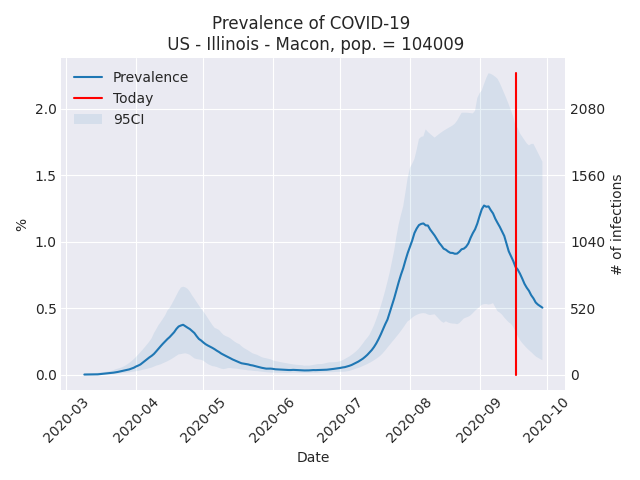 Prevalence of COVID-19
US - Illinois - Macon, pop. = 104009
Prevalence
Today
95CI
%
2.0
1.5
1.0
0.5
0.0
2080
1560
1040
520
0
# of infections
2020-03
2020-04
2020-05
2020-06
2020-07
2020-08
2020-09
2020-10
Date